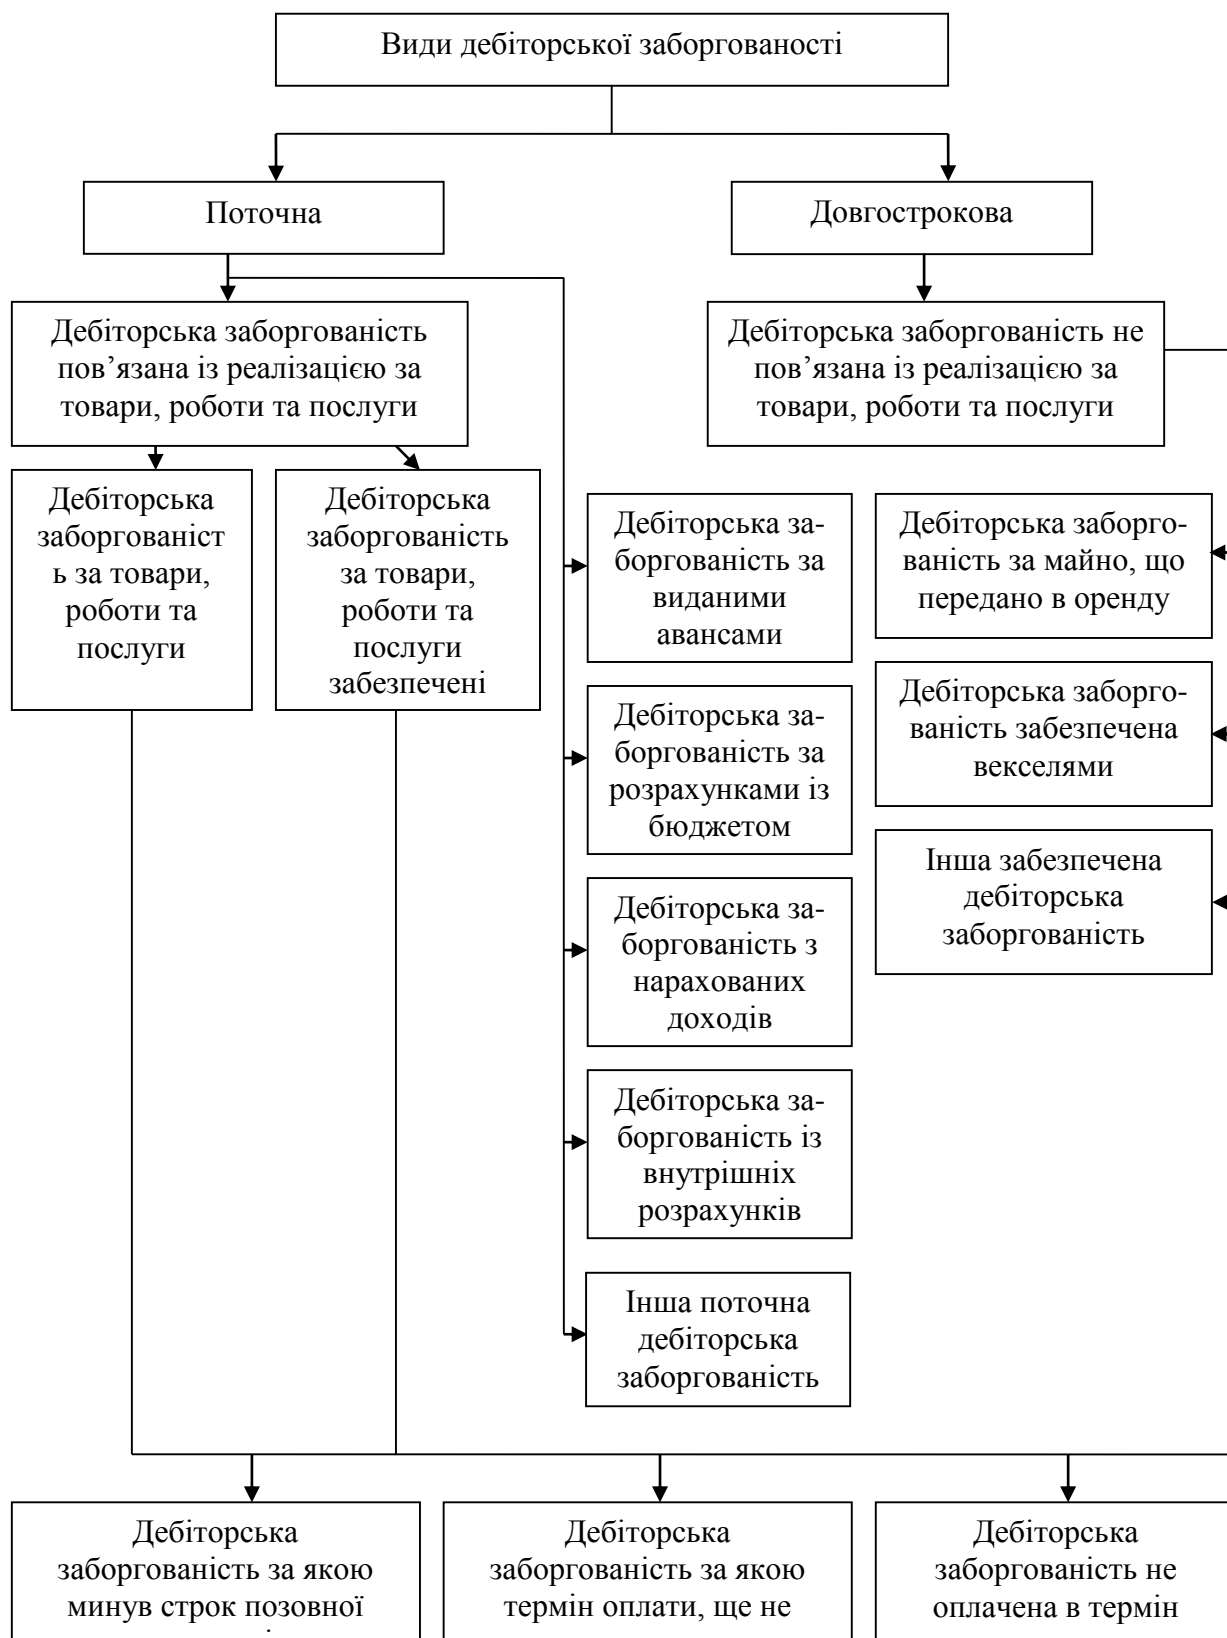 Види дебіторської заборгованості
Поточна
Довгострокова
Дебіторська заборгованість
пов’язана із реалізацією за
товари, роботи та послуги
Дебіторська заборгованість не
пов’язана із реалізацією за
товари, роботи та послуги
Дебіторська
заборгованіст
ь за товари,
роботи та
послуги
Дебіторська
заборгованість
за товари,
роботи та
послуги
забезпечені
Дебіторська за-
боргованість за
виданими
авансами
Дебіторська за-
боргованість за
розрахунками із
бюджетом
Дебіторська за-
боргованість з
нарахованих
доходів
Дебіторська за-
боргованість із
внутрішніх
розрахунків
Інша поточна
дебіторська
заборгованість
Дебіторська заборго-
ваність за майно, що
передано в оренду
Дебіторська заборго-
ваність забезпечена
векселями
Інша забезпечена
дебіторська
заборгованість
Дебіторська
заборгованість за якою
минув строк позовної
Дебіторська
заборгованість за якою
термін оплати, ще не
Дебіторська
заборгованість не
оплачена в термін